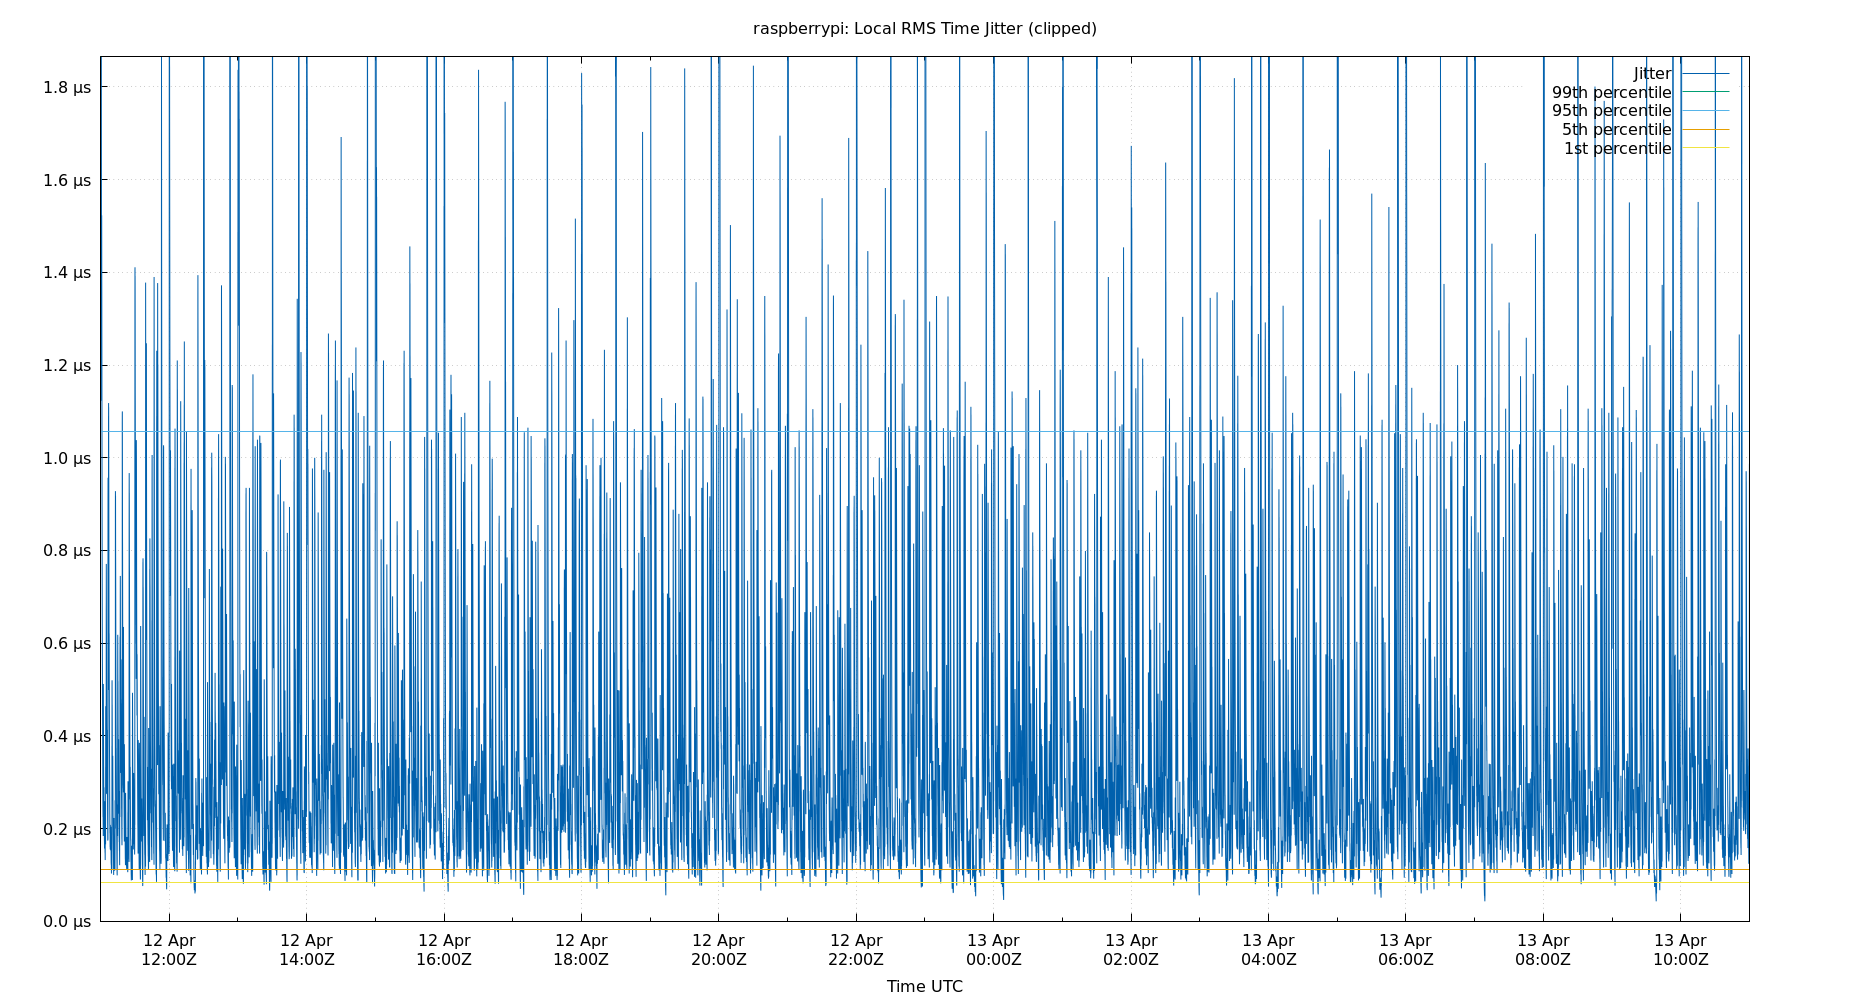 raspberrypi: Local RMS Time Jitter (clipped)
Jitter
99th percentile
95th percentile
5th percentile
1st percentile
1.8 µs
1.6 µs
1.4 µs
1.2 µs
1.0 µs
0.8 µs
0.6 µs
0.4 µs
0.2 µs
0.0 µs
12 Apr 12 Apr 12 Apr 12 Apr 12 Apr 12 Apr 13 Apr 13 Apr 13 Apr 13 Apr 13 Apr 13 Apr
12:00Z 14:00Z 16:00Z 18:00Z 20:00Z 22:00Z 00:00Z 02:00Z 04:00Z 06:00Z 08:00Z 10:00Z
Time UTC